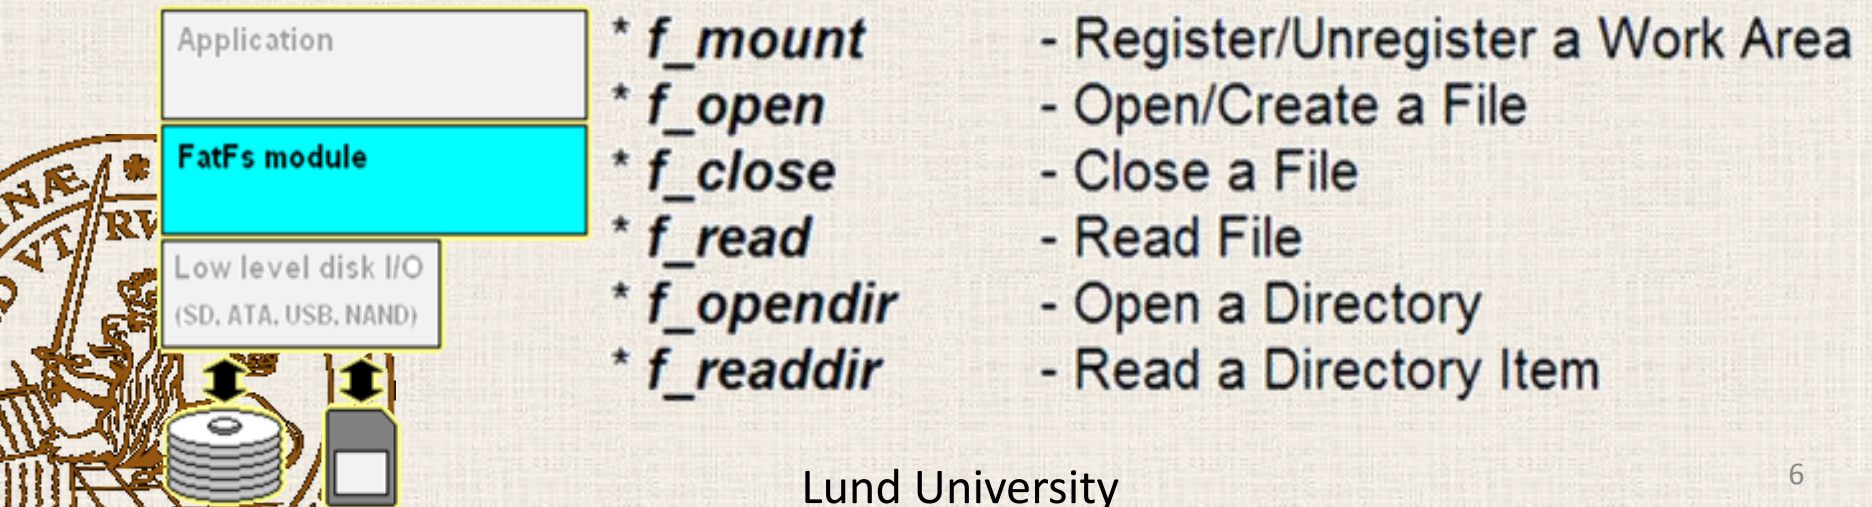 Application
FatFs module
Low level disk I/O
(SD, ATA, USB, NAND)
* f_mount - Register/Unregister a Work Area
* f_open - Open/Create a File
* f_close - Close a File
* f_read - Read File
* f_opendir - Open a Directory
* f_readdir - Read a Directory Item
Lund University
6